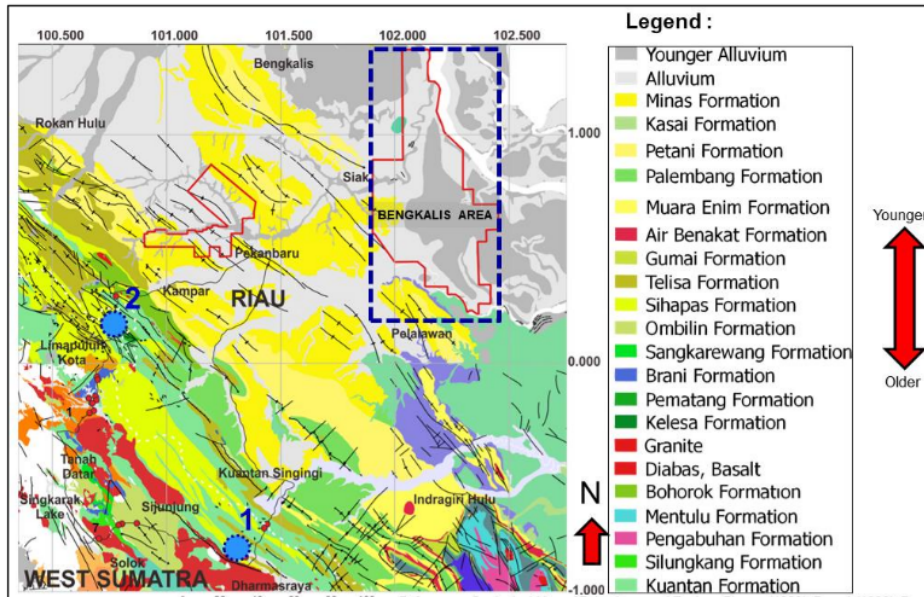 Legend :
100.500 101.000 101.500 102.000 102.500
Bengkalis
Rokan Hulu
1.000
Siak
BENGKALIS AREA
Pekanbaru
Kampar
2
RIAU
Limapuluh
Kota
Pelalawan
0.000
Tanah
Datar
Kuantan Singingi
Singkarak
Lake
Sijunjung
Indragiri Hulu
1
7
Solok
WEST SUMATRA
Dharmasraya
-1.000
N
Younger Alluvium
Alluvium
Minas Formation
Kasai Formation
Petani Formation
Palembang Formation
Muara Enim Formation
Air Benakat Formation
Gumai Formation
Telisa Formation
Sihapas Formation
Ombilin Formation
Sangkarewang Formation
Brani Formation
Pematang Formation
Kelesa Formation
Granite
Diabas, Basalt
Bohorok Formation
Mentulu Formation
Pengabuhan Formation
Silungkang Formation
Kuantan Formation
Younger
Older